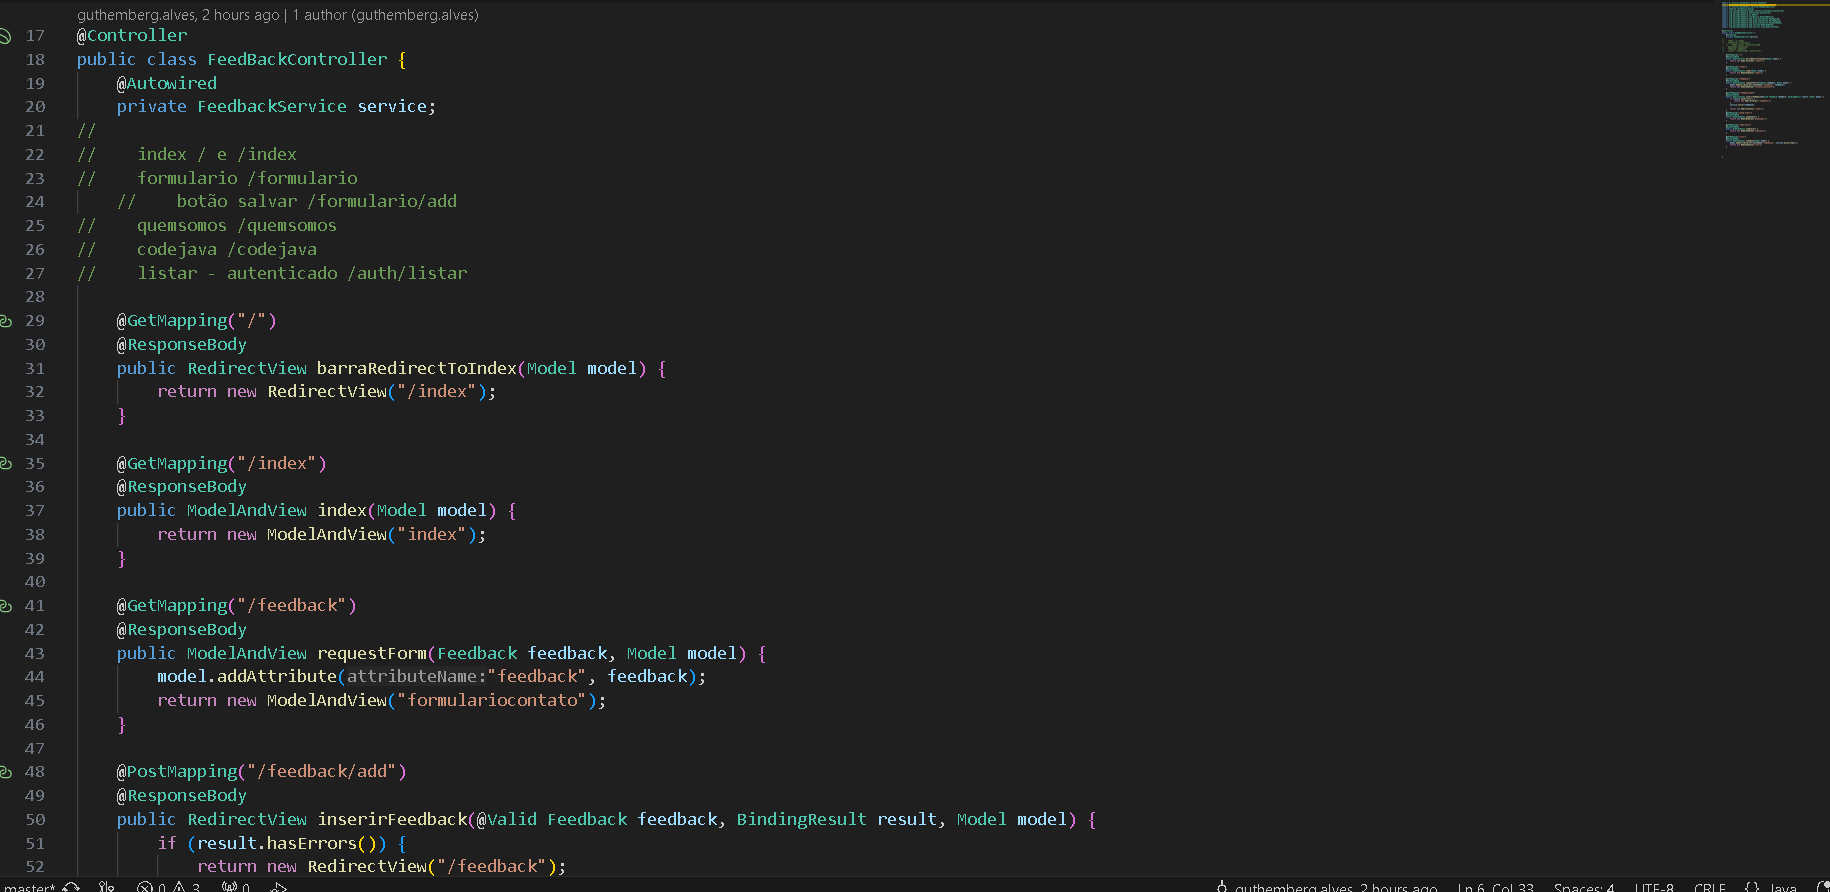 guthemberg.alves, 2 hours ago | 1 author (guthemberg.alves)
17 @Controller
18 public class FeedBackController {
19 @Autowired
20 private FeedbackService service;
21 //
22 // index / e /index
23 // formulario /formulario
24 // botão salvar /formulario/add
25 // quemsomos /quemsomos
26 // codejava /codejava
27 // listar - autenticado /auth/listar
28
29 @GetMapping("/")
30 @ResponseBody
31 public RedirectView barraRedirectToIndex(Model model) {
32 return new RedirectView("/index");
33 }
34
35 @GetMapping("/index")
36 @ResponseBody
37 public ModelAndView index(Model model) {
38 return new ModelAndView("index");
39 }
40
41 @GetMapping("/feedback")
42 @ResponseBody
43 public ModelAndView requestForm(Feedback feedback, Model model) {
44 model.addAttribute(attributeName:"feedback", feedback);
45 return new ModelAndView("formulariocontato");
46 }
47
48 @PostMapping("/feedback/add")
49 @ResponseBody
50 public RedirectView inserirFeedback(@Valid Feedback feedback, BindingResult result, Model model) {
51 if (result.hasErrors()) {
52 return new RedirectView("/feedback");
master* 0 3 0 guthemberg.alves, 2 hours ago Ln 6, Col 33 Spaces: 4 UTF-8 CRLF {} Java